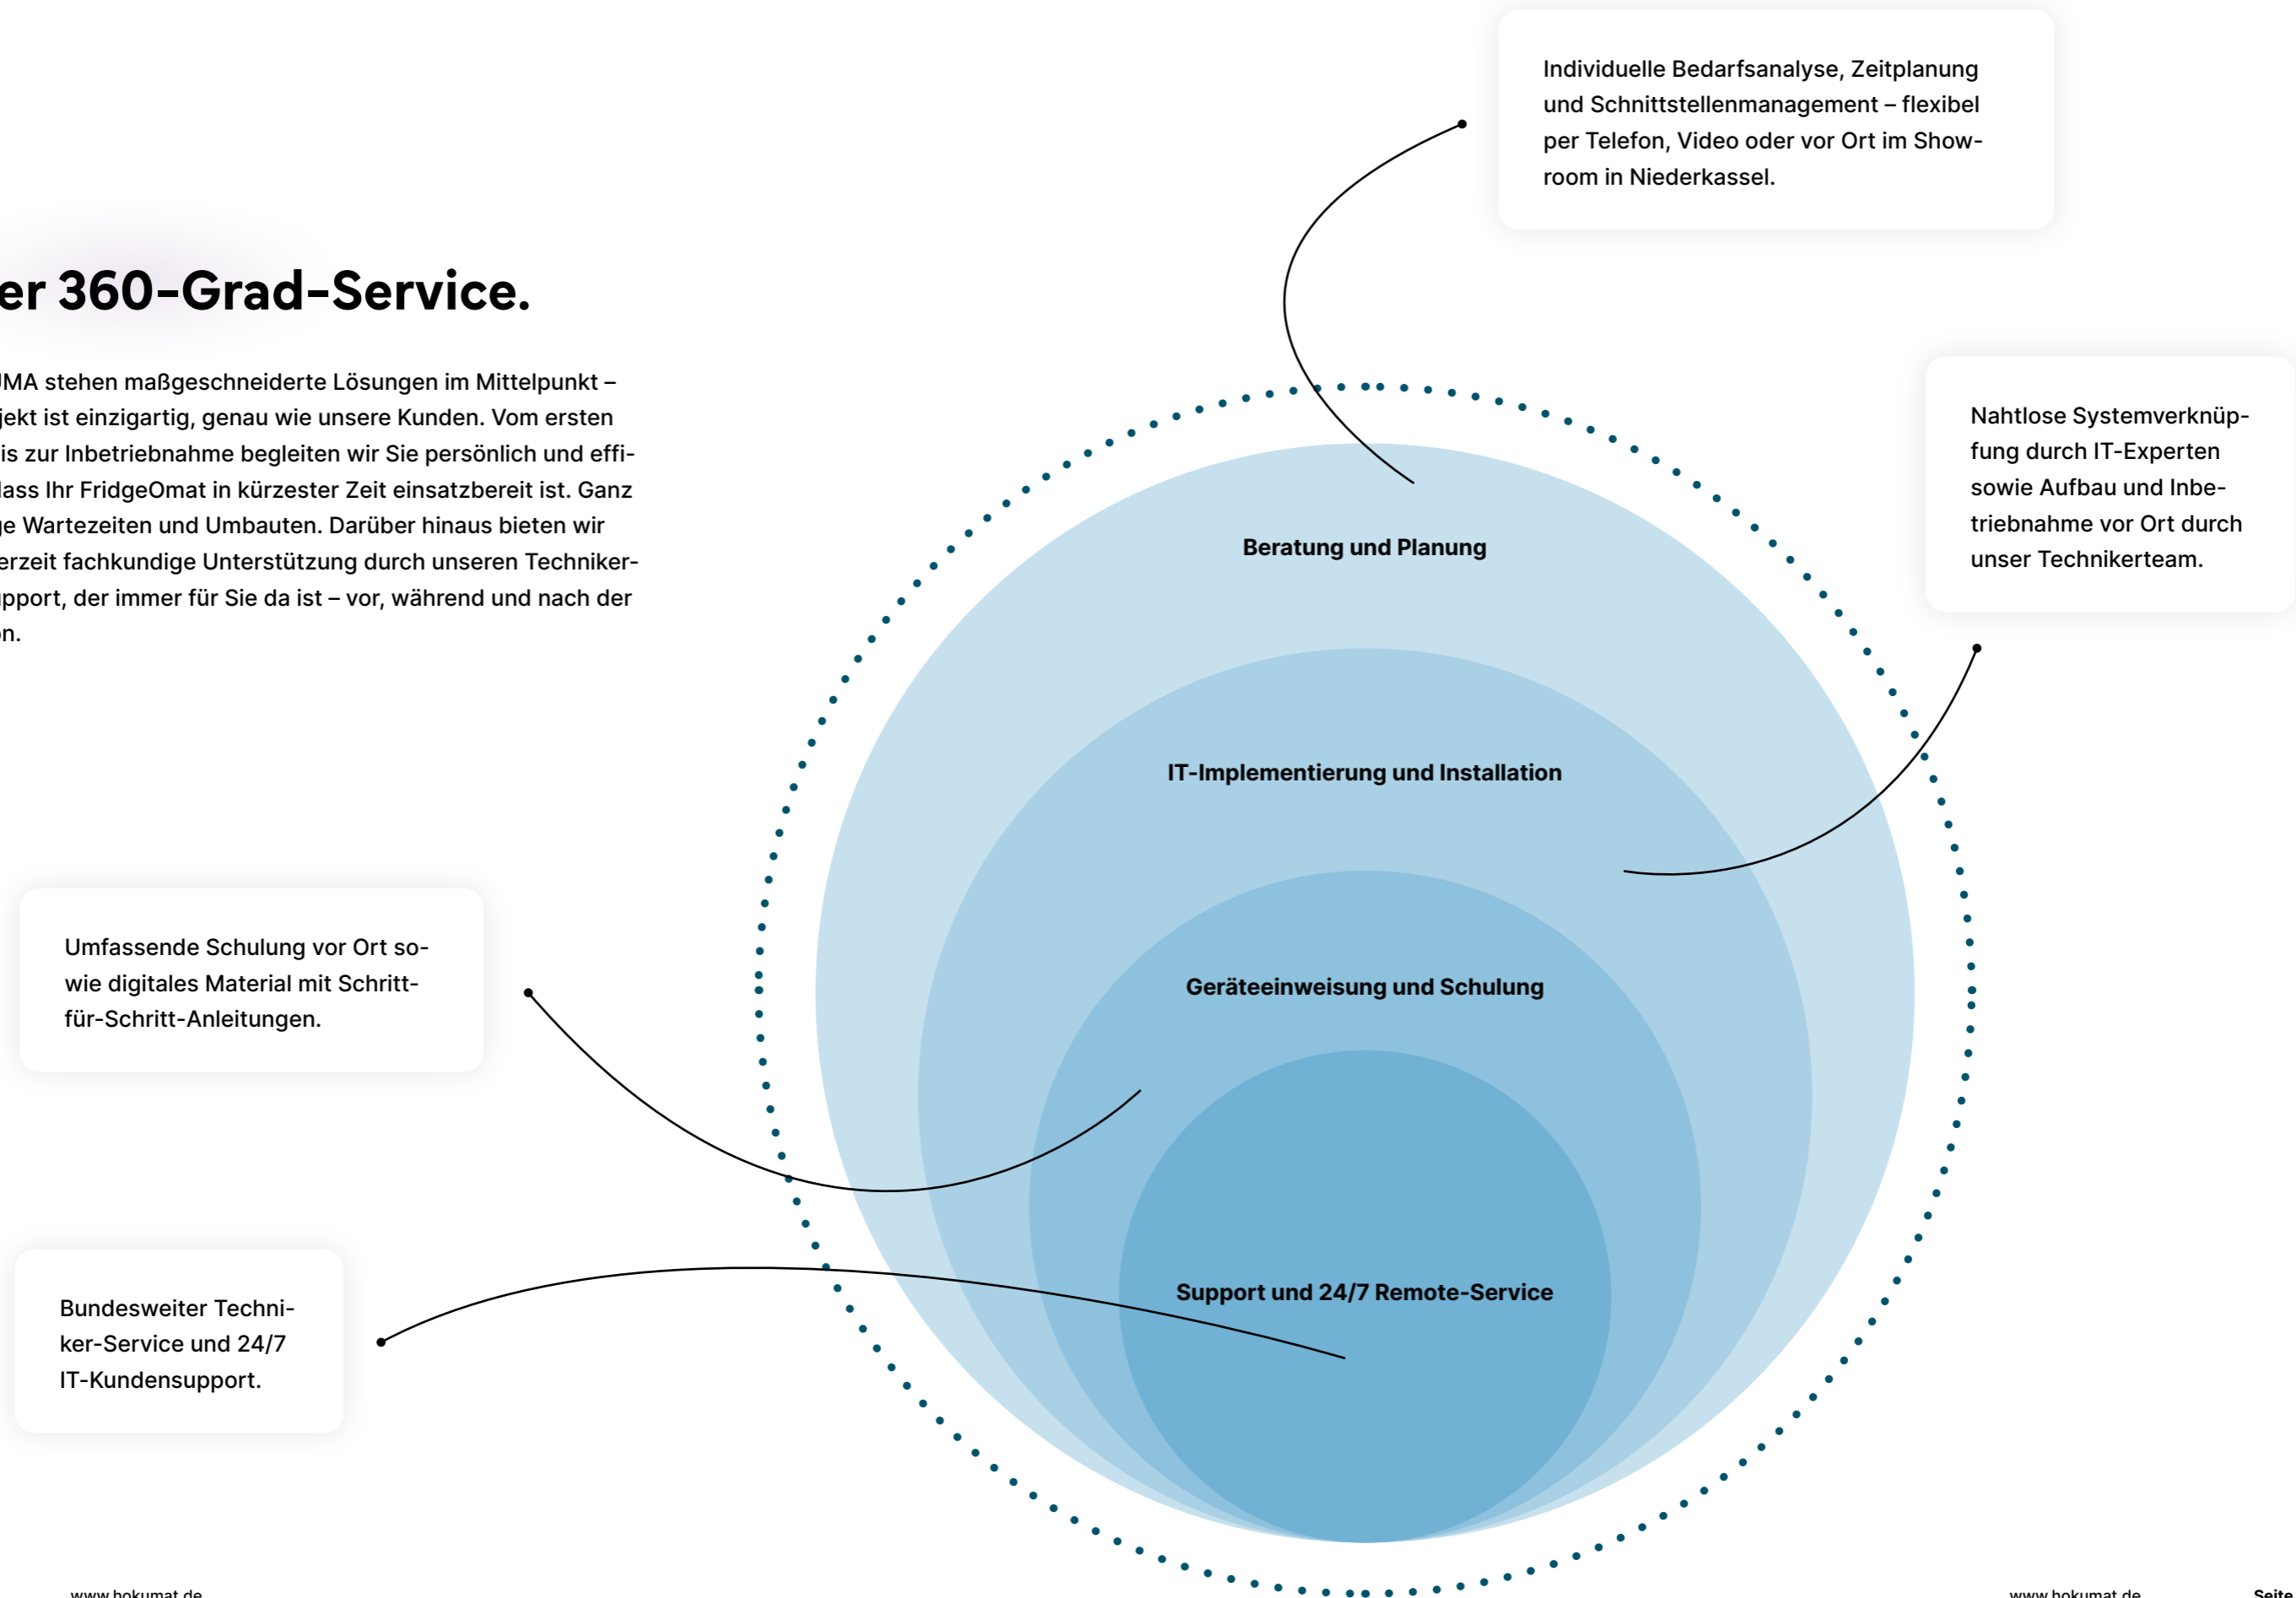 Individuelle Bedarfsanalyse, Zeitplanung
und Schnittstellenmanagement – flexibel
per Telefon, Video oder vor Ort im Show-
room in Niederkassel.
er 360-Grad-Service.
UMA stehen maßgeschneiderte Lösungen im Mittelpunkt –
jekt ist einzigartig, genau wie unsere Kunden. Vom ersten
is zur Inbetriebnahme begleiten wir Sie persönlich und effi-
dass Ihr FridgeOmat in kürzester Zeit einsatzbereit ist. Ganz
ge Wartezeiten und Umbauten. Darüber hinaus bieten wir
erzeit fachkundige Unterstützung durch unseren Techniker-
pport, der immer für Sie da ist – vor, während und nach der
on.
Nahtlose Systemverknüp-
fung durch IT-Experten
sowie Aufbau und Inbe-
triebnahme vor Ort durch
unser Technikerteam.
Beratung und Planung
IT-Implementierung und Installation
Geräteeinweisung und Schulung
Support und 24/7 Remote-Service
Umfassende Schulung vor Ort so-
wie digitales Material mit Schritt-
für-Schritt-Anleitungen.
Bundesweiter Techni-
ker-Service und 24/7
IT-Kundensupport.
www.hokumat.de
www.hokumat.de
Seite